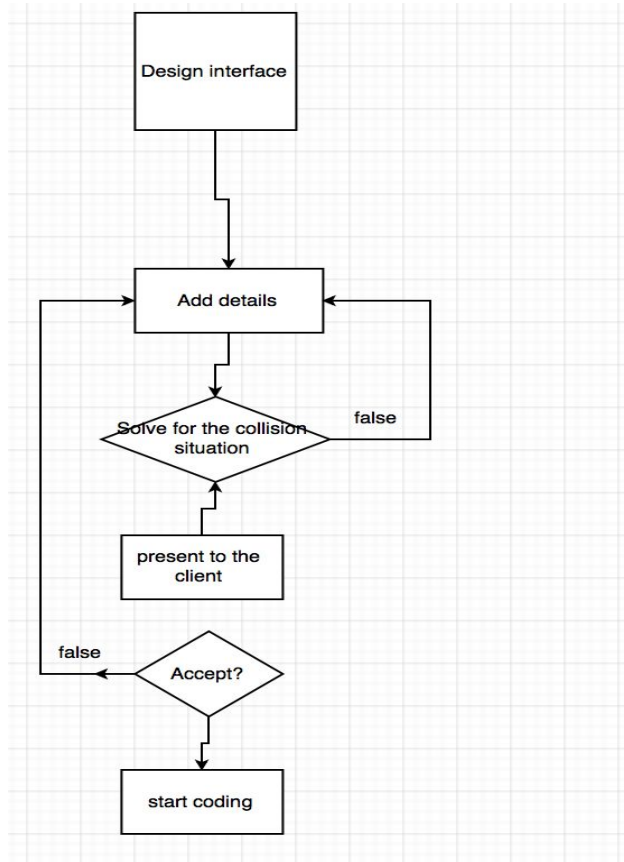 Design interface
Add details
Solve for the collision
situation
false
present to the
client
false
Accept?
start coding